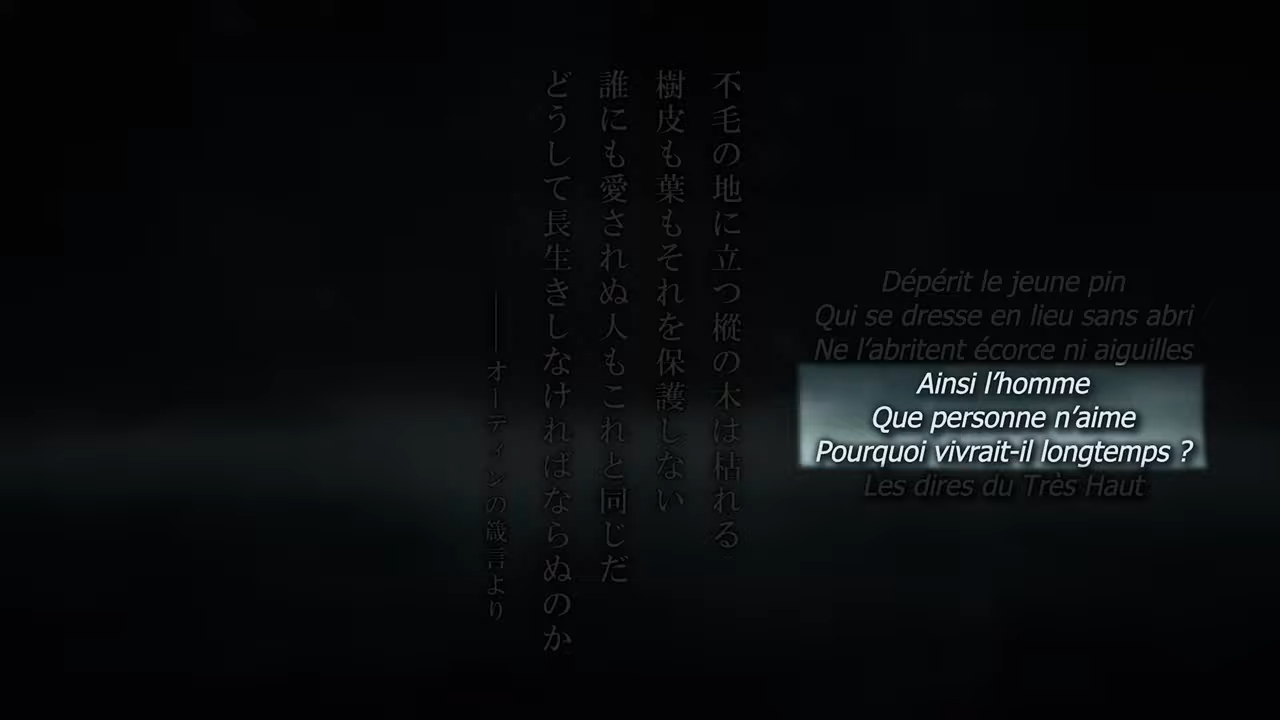 不毛の地に立つ樅の木は枯れる
樹皮も葉もそれを保護しない
誰にも愛されぬ人もこれと同じだ
どうして長生きしなければならぬのか
――オーディンの箴言より
Dépérit le jeune pin
Qui se dresse en lieu sans abri
Ne l’abritent écorce ni aiguilles
Ainsi l’homme
Que personne n’aime
Pourquoi vivrait-il longtemps ?
Les dires du Très Haut